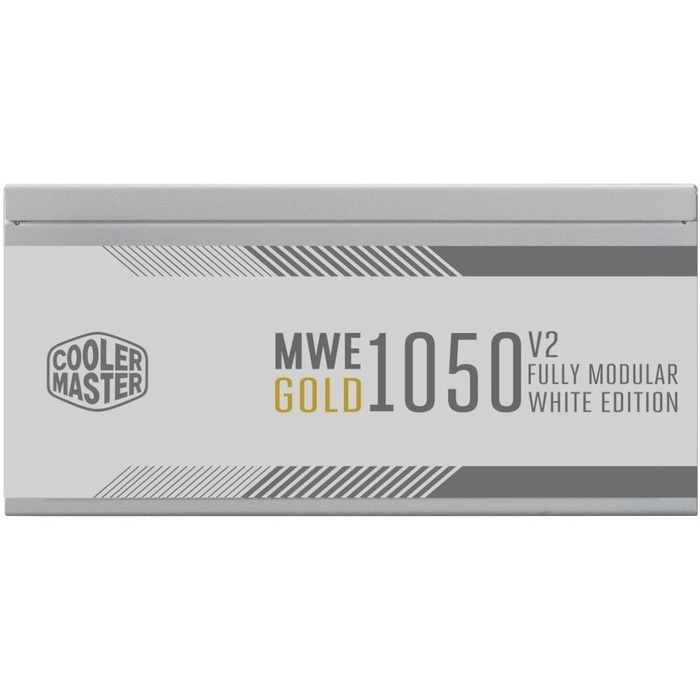 COOLER
MASTER
MWE
GOLD
1050
V2
FULLY MODULAR
WHITE EDITION